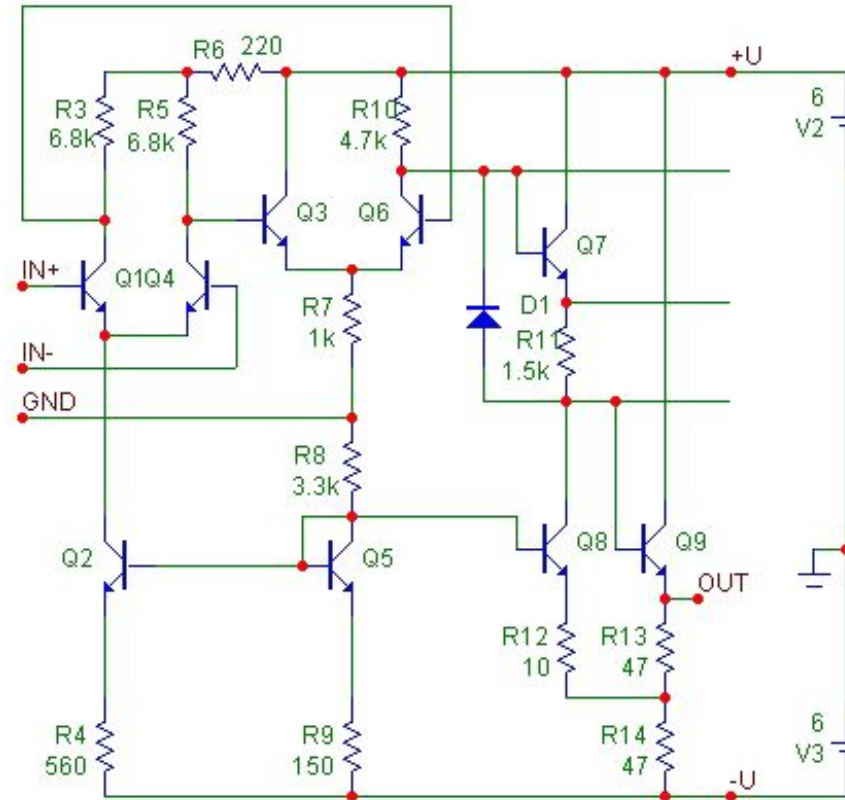 R6 220
+U
R3
6.8k
R5
6.8k
R10
4.7k
6
V2
Q3
Q6
Q7
IN+
Q1Q4
R7
1k
D1
R11
1.5k
IN-
GND
R8
3.3k
Q2
Q5
Q8
Q9
OUT
R12
10
R13
47
R4
560
R9
150
R14
47
6
V3
-U